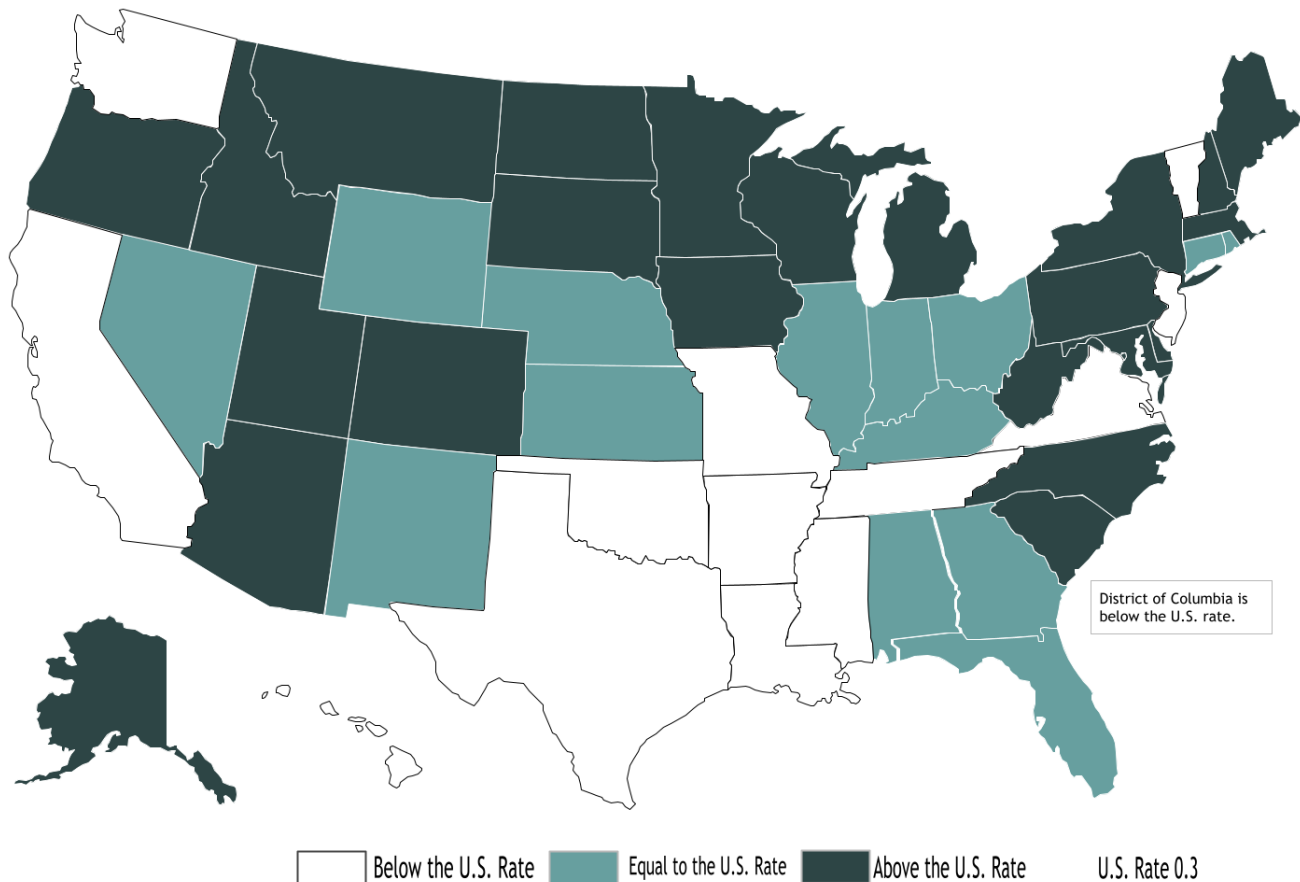 District of Columbia is
below the U.S. rate.
Below the U.S. Rate
Equal to the U.S. Rate
Above the U.S. Rate
U.S. Rate 0.3